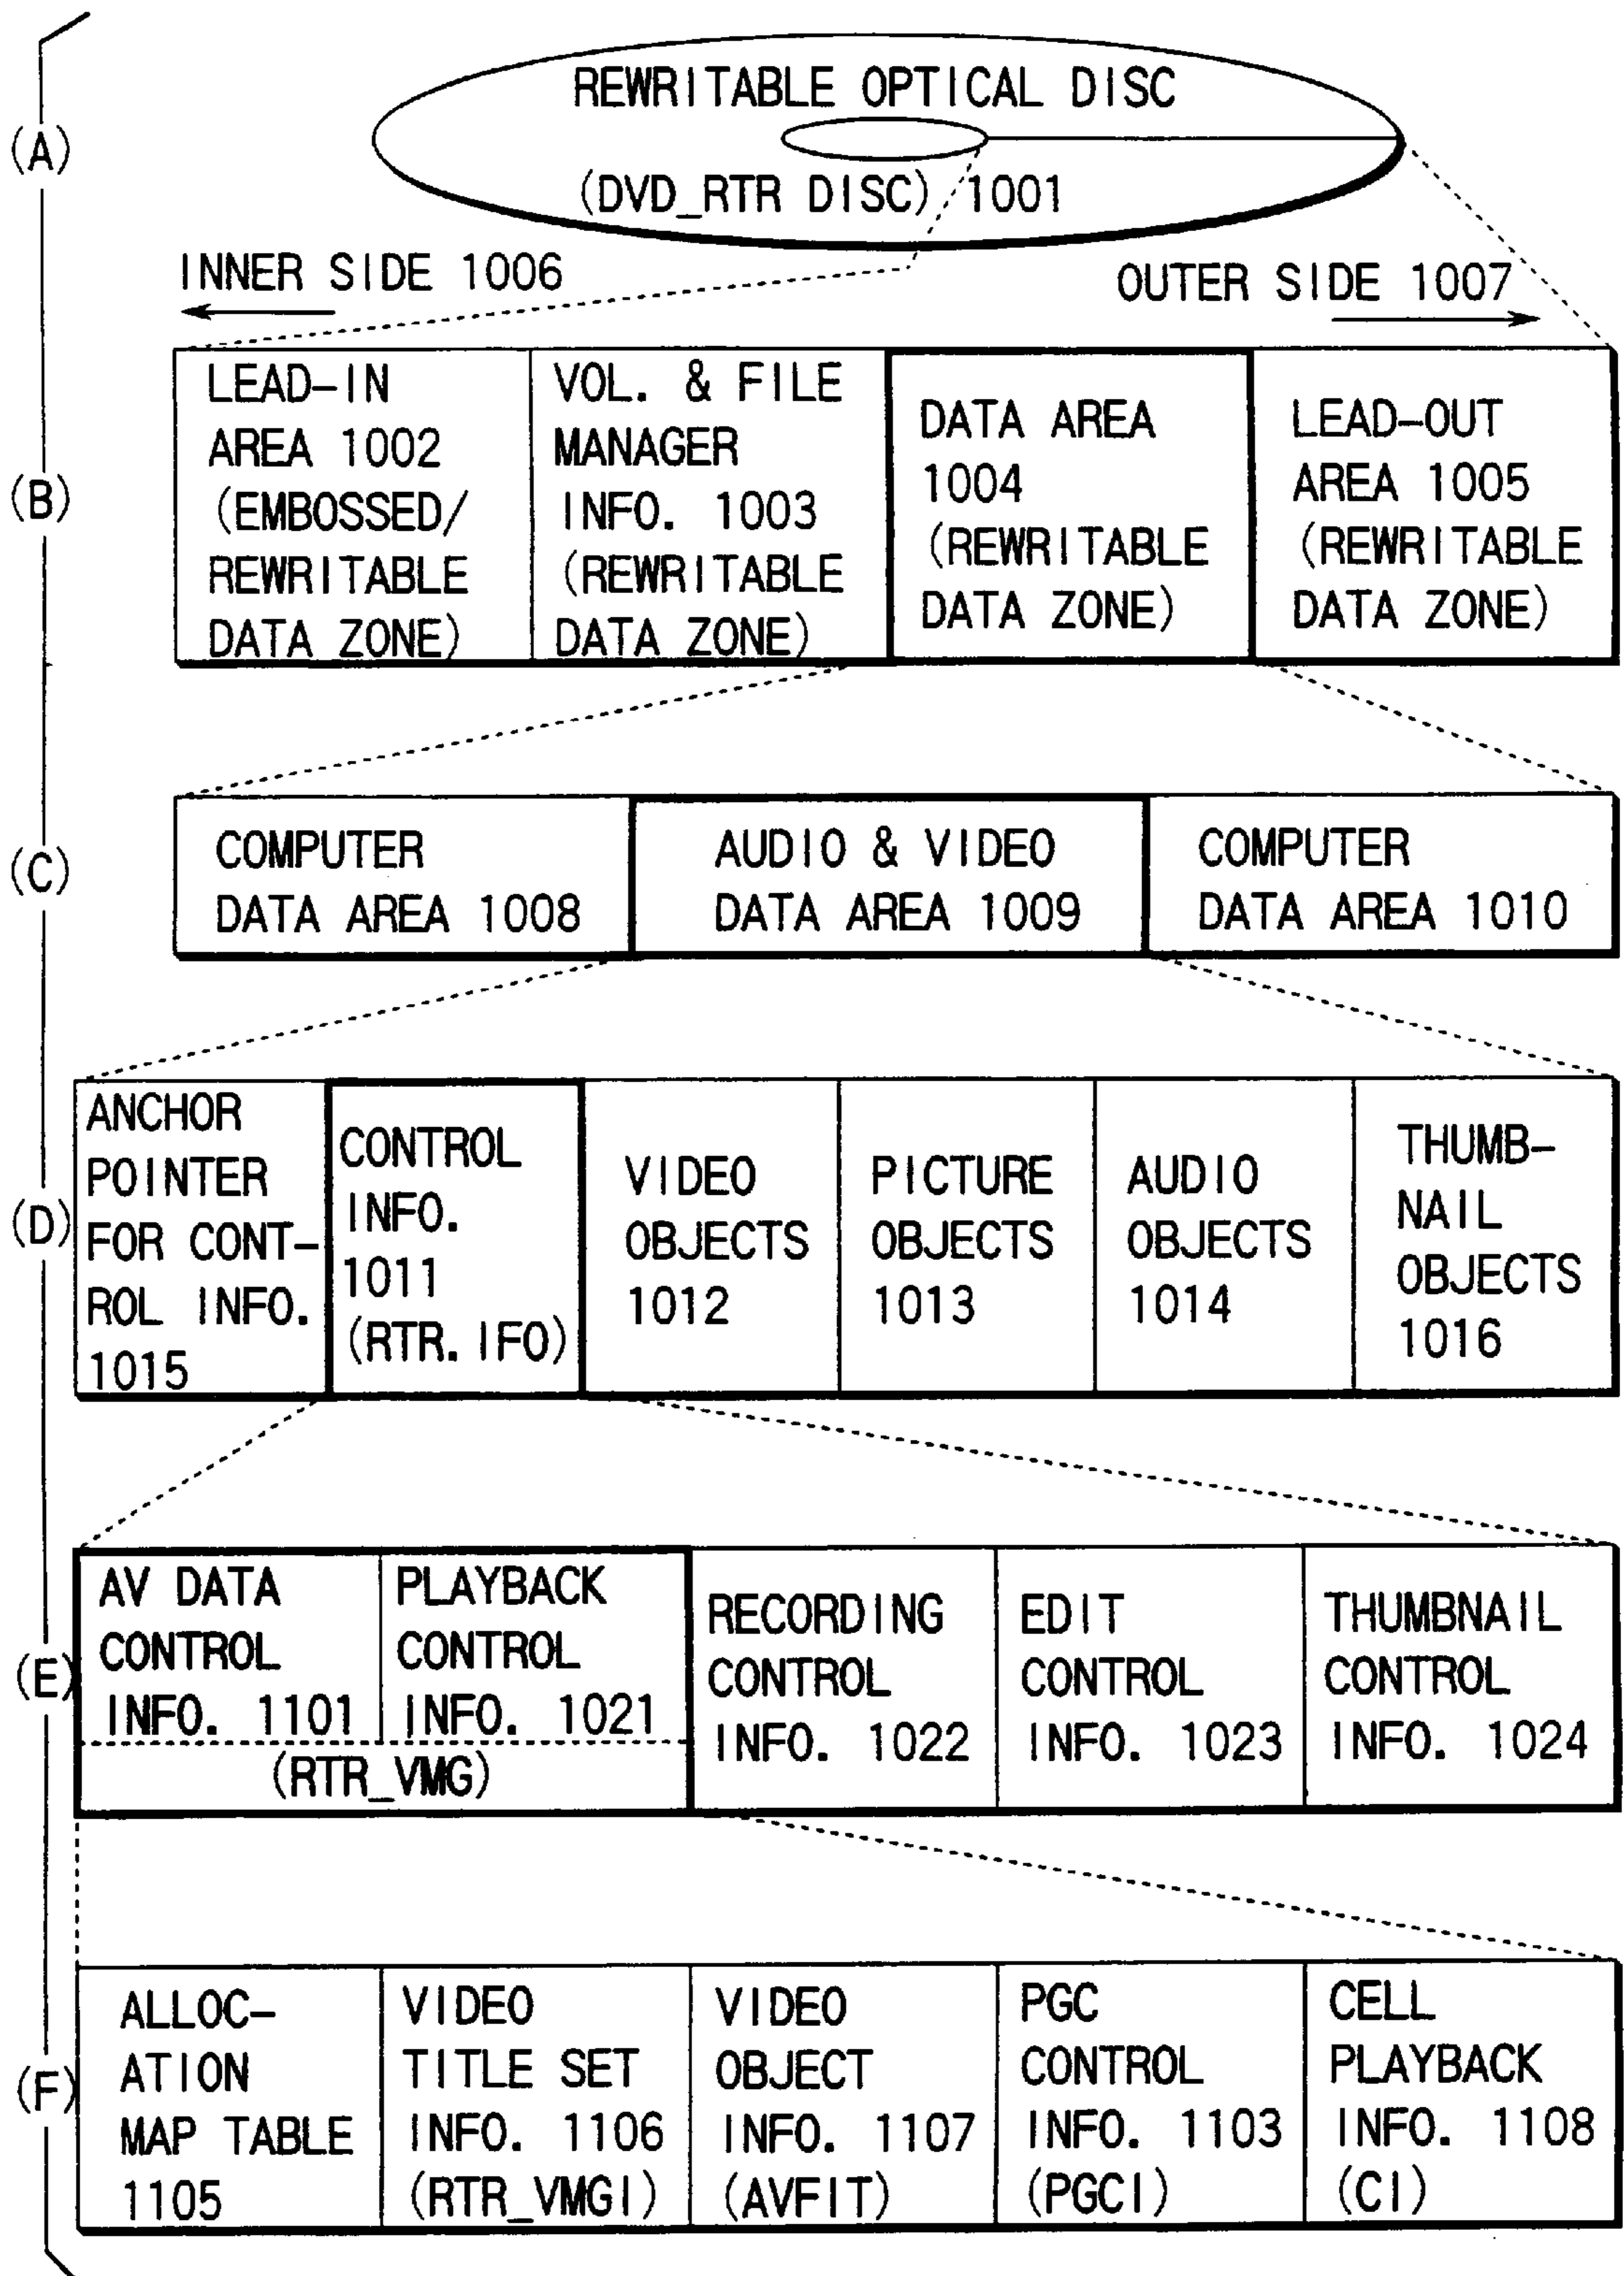 (A)
REWRITABLE OPTICAL DISC
(DVD_RTR DISC) 1001
INNER SIDE 1006
OUTER SIDE 1007
(B)
LEAD-IN
AREA 1002
(EMBOSSED/
REWRITABLE
DATA ZONE)
VOL. & FILE
MANAGER
INFO. 1003
(REWRITABLE
DATA ZONE)
DATA AREA
1004
(REWRITABLE
DATA ZONE)
LEAD-OUT
AREA 1005
(REWRITABLE
DATA ZONE)
(C)
COMPUTER
DATA AREA 1008
AUDIO & VIDEO
DATA AREA 1009
COMPUTER
DATA AREA 1010
(D)
ANCHOR
POINTER
FOR CONT-
ROL INFO.
1015
CONTROL
INFO.
1011
(RTR.IFO)
VIDEO
OBJECTS
1012
PICTURE
OBJECTS
1013
AUDIO
OBJECTS
1014
THUMB-
NAIL
OBJECTS
1016
(E)
AV DATA
CONTROL
INFO. 1101
PLAYBACK
CONTROL
INFO. 1021
(RTR_VMG)
RECORDING
CONTROL
INFO. 1022
EDIT
CONTROL
INFO. 1023
THUMBNAIL
CONTROL
INFO. 1024
(F)
ALLOC-
ATION
MAP TABLE
1105
VIDEO
TITLE SET
INFO. 1106
(RTR_VMGI)
VIDEO
OBJECT
INFO. 1107
(AVFIT)
PGC
CONTROL
INFO. 1103
(PGCI)
CELL
PLAYBACK
INFO. 1108
(CI)